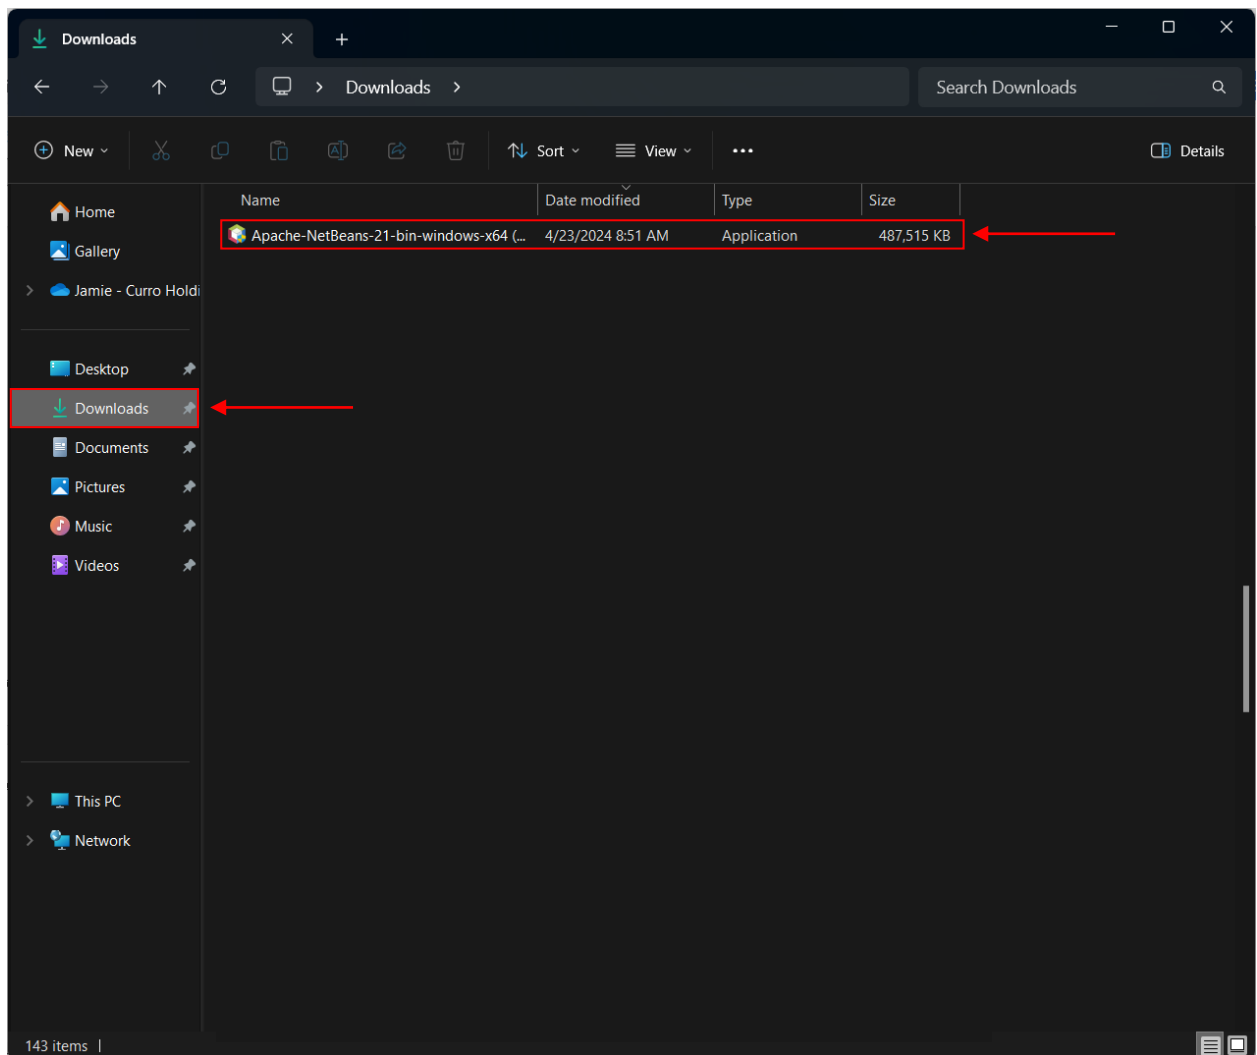 Downloads
Downloads
Search Downloads
New
Sort
View
Details
Name Date modified Type Size
Apache-NetBeans-21-bin-windows-x64 (... 4/23/2024 8:51 AM Application 487,515 KB
Home
Gallery
Jamie - Curro Holdi
Desktop
Downloads
Documents
Pictures
Music
Videos
This PC
Network
143 items